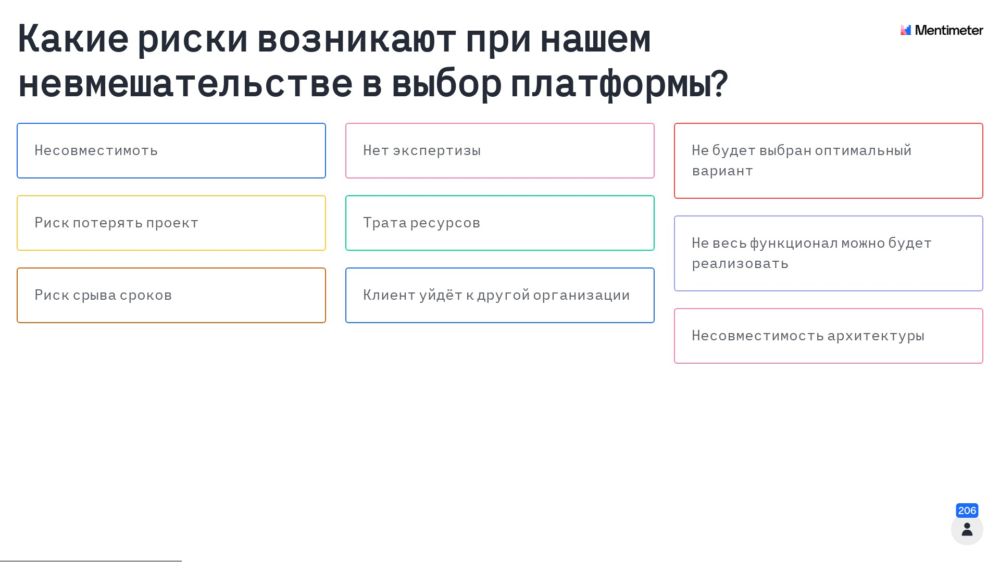 Какие риски возникают при нашем
невмешательстве в выбор платформы?
Mentimeter
Несовместимоть
Риск потерять проект
Риск срыва сроков
Нет экспертизы
Трата ресурсов
Клиент уйдёт к другой организации
Не будет выбран оптимальный
вариант
Не весь функционал можно будет
реализовать
Несовместимость архитектуры
206